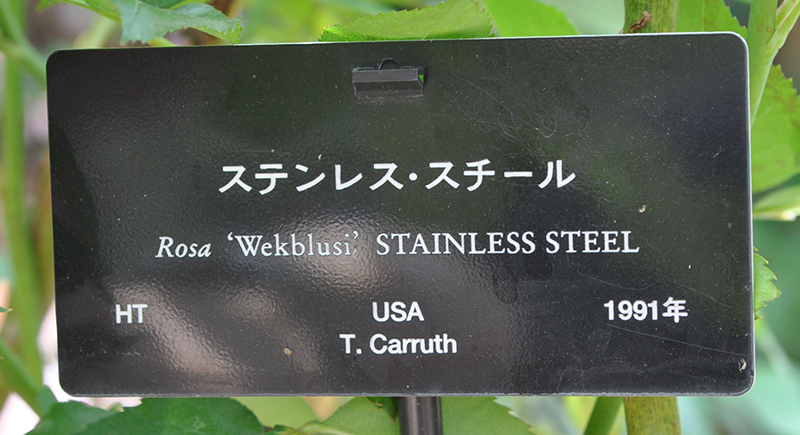 ステンレス・スチール
Rosa ‘Wekblusi,’ STAINLESS STEEL
HT USA 1991年
T. Carruth